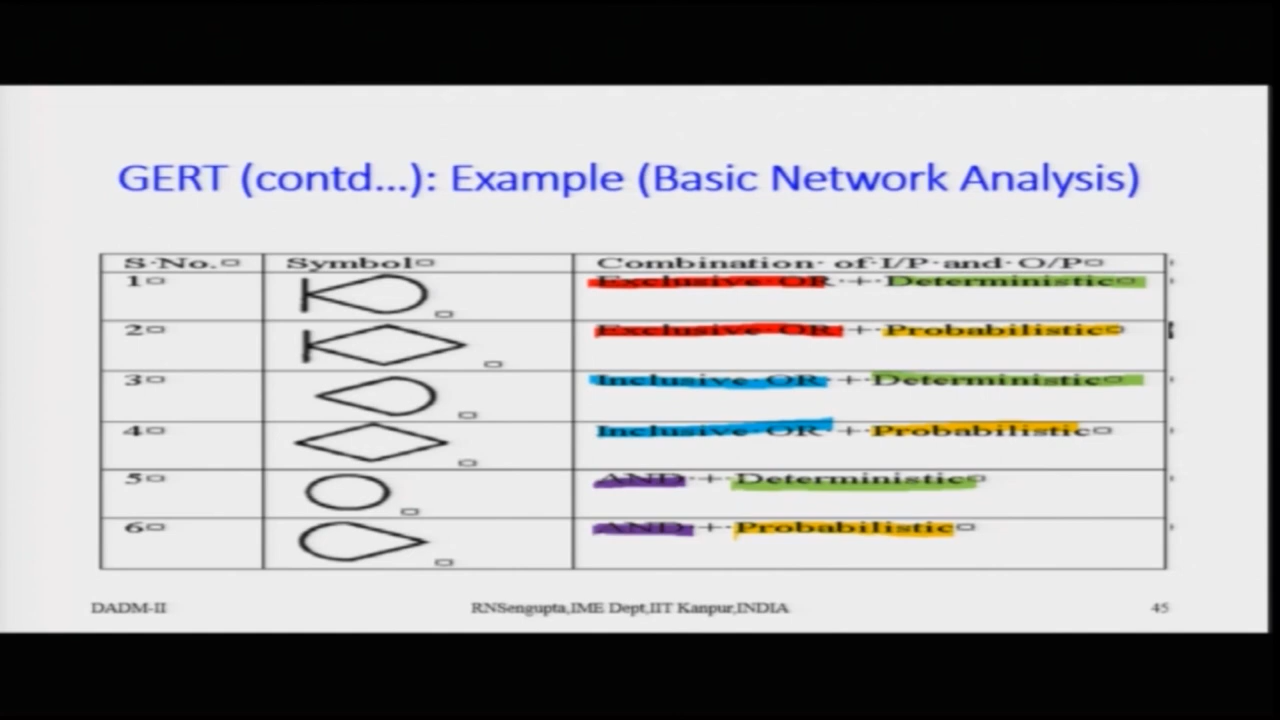 GERT (contd...): Example (Basic Network Analysis)
S·No. Symbol Combination· of·I/P·and·O/P
1 Exclusive·OR·+·Deterministic
2 Exclusive·OR·+·Probabilistic
3 Inclusive·OR·+·Deterministic
4 Inclusive·OR·+·Probabilistic
5 AND·+·Deterministic
6 AND·+·Probabilistic
DADM-II RNSengupta,IME Dept,IIT Kanpur,INDIA 45